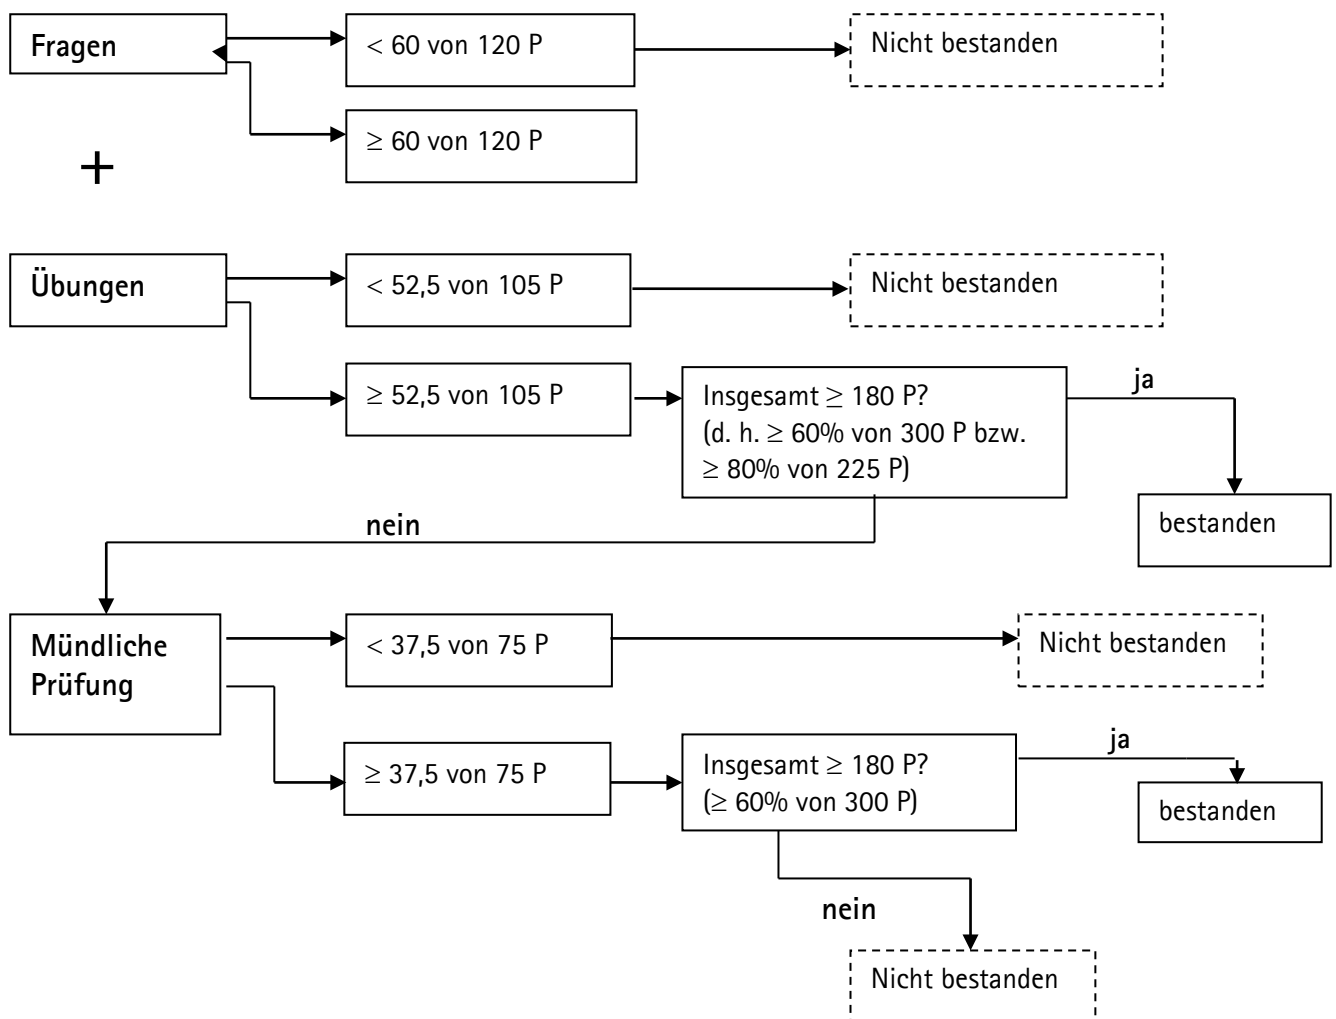 Fragen
< 60 von 120 P
Nicht bestanden
≥ 60 von 120 P
+
Übungen
< 52,5 von 105 P
Nicht bestanden
≥ 52,5 von 105 P
Insgesamt ≥ 180 P?
(d. h. ≥ 60% von 300 P bzw.
≥ 80% von 225 P)
ja
bestanden
nein
Mündliche
Prüfung
< 37,5 von 75 P
Nicht bestanden
≥ 37,5 von 75 P
Insgesamt ≥ 180 P?
(≥ 60% von 300 P)
ja
bestanden
nein
Nicht bestanden